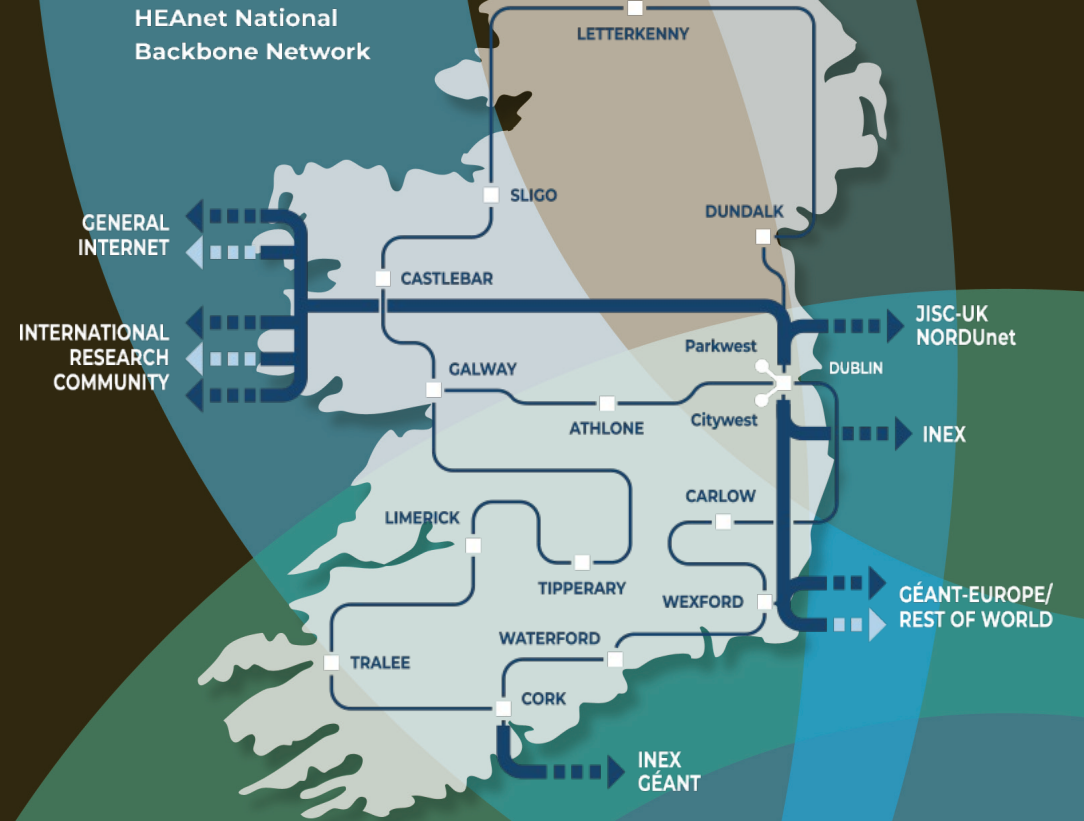 HEAnet National
Backbone Network
LETTERKENNY
SLIGO
DUNDALK
GENERAL
INTERNET
CASTLEBAR
INTERNATIONAL
RESEARCH
COMMUNITY
JISC-UK
NORDUnet
Parkwest
GALWAY
DUBLIN
ATHLONE
Citywest
INEX
CARLOW
LIMERICK
TIPPERARY
WEXFORD
GÉANT-EUROPE/
REST OF WORLD
WATERFORD
TRALEE
CORK
INEX
GÉANT